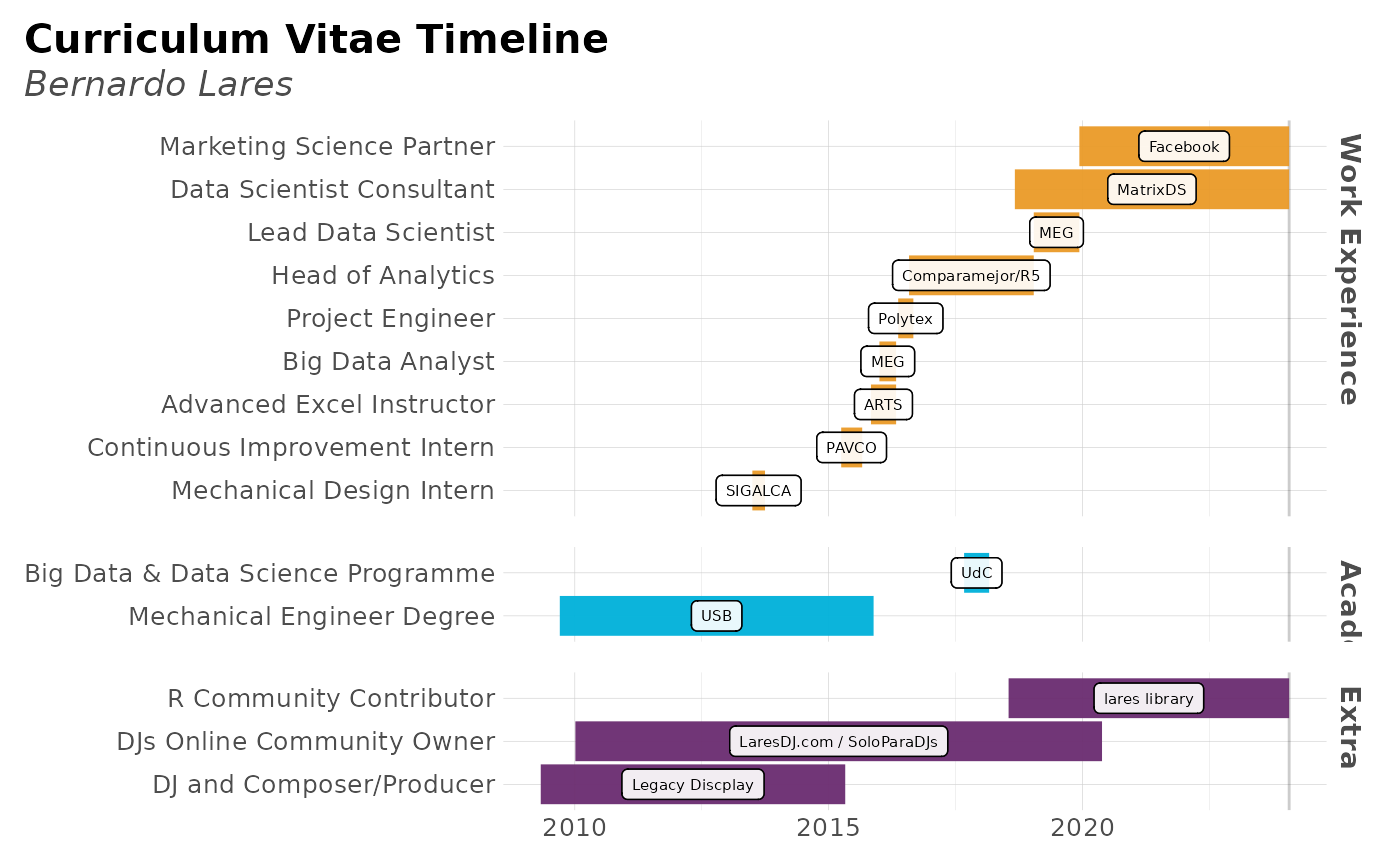 Curriculum Vitae Timeline
Bernardo Lares
Marketing Science Partner
Facebook
Data Scientist Consultant
MatrixDS
Lead Data Scientist
MEG
Head of Analytics
Comparamejor/R5
Project Engineer
Polytex
Big Data Analyst
MEG
Advanced Excel Instructor
ARTS
Continuous Improvement Intern
PAVCO
Mechanical Design Intern
SIGALCA
Work Experience
Big Data & Data Science Programme
UdC
Mechanical Engineer Degree
USB
R Community Contributor
lares library
DJs Online Community Owner
LaresDJ.com / SoloParaDJs
DJ and Composer/Producer
Legacy Discplay
Extra
2010 2015 2020